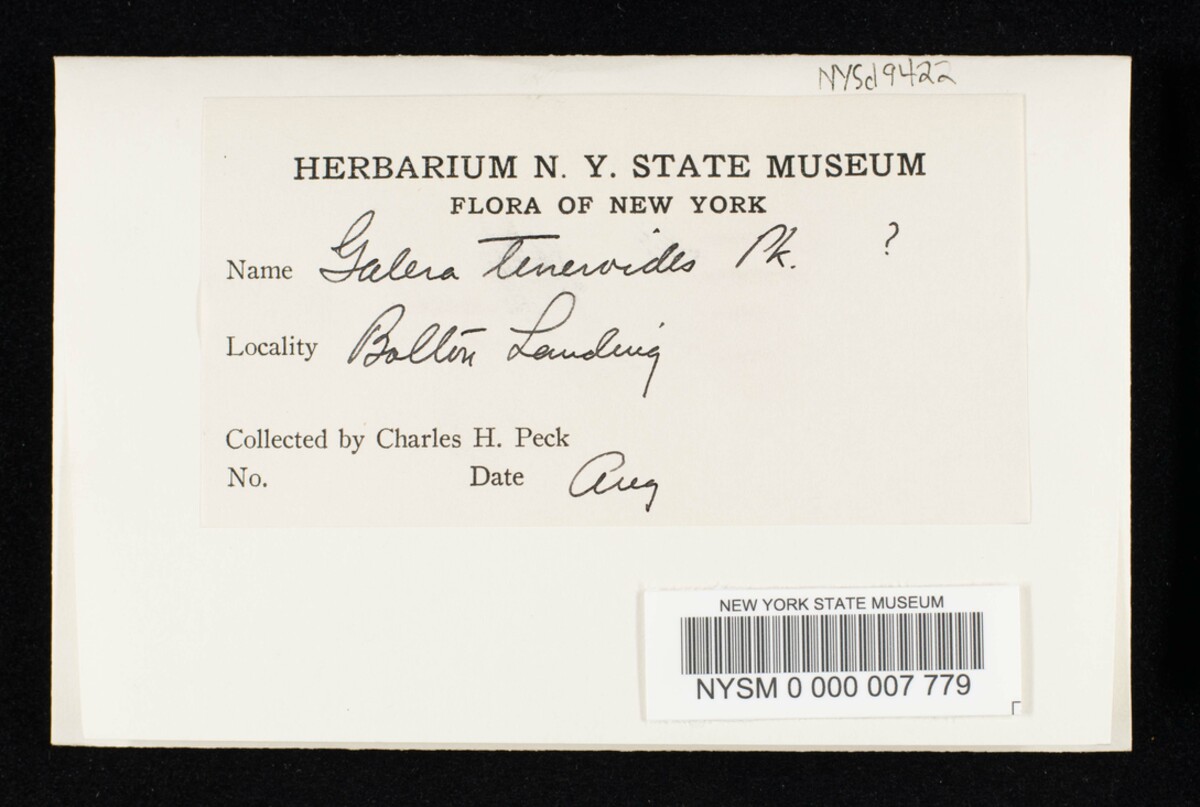 NYSd9422
HERBARIUM N. Y. STATE MUSEUM
FLORA OF NEW YORK
Name Galera teneroides Pk. ?
Locality Bolton Landing
Collected by Charles H. Peck
No. Date Aug
NEW YORK STATE MUSEUM
NYSM 0 000 007 779